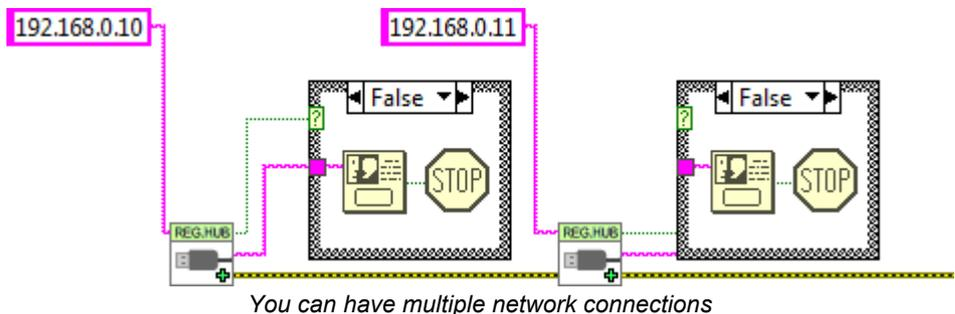 192.168.0.10
192.168.0.11
False
False
?
?
STOP
STOP
REG.HUB
REG.HUB
You can have multiple network connections